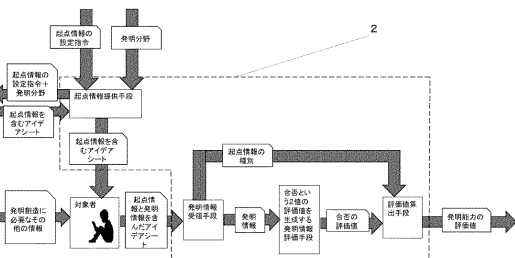 起点情報の
設定指令
発明分野
2
起点情報の
設定指令+
発明分野
起点情報提供手段
起点情報を
含むアイデ
アシート
起点情報を含
むアイデア
シート
起点情報の
種別
発明創造に
必要なその
他の情報
対象者
起点情
報と発明
情報を含
んだアイ
デアシー
ト
発明情報
受領手段
発明
情報
合否とい
う2値の
評価値を
生成する
発明情報
評価手段
合否の
評価値
評価値算
出手段
発明能力の
評価値